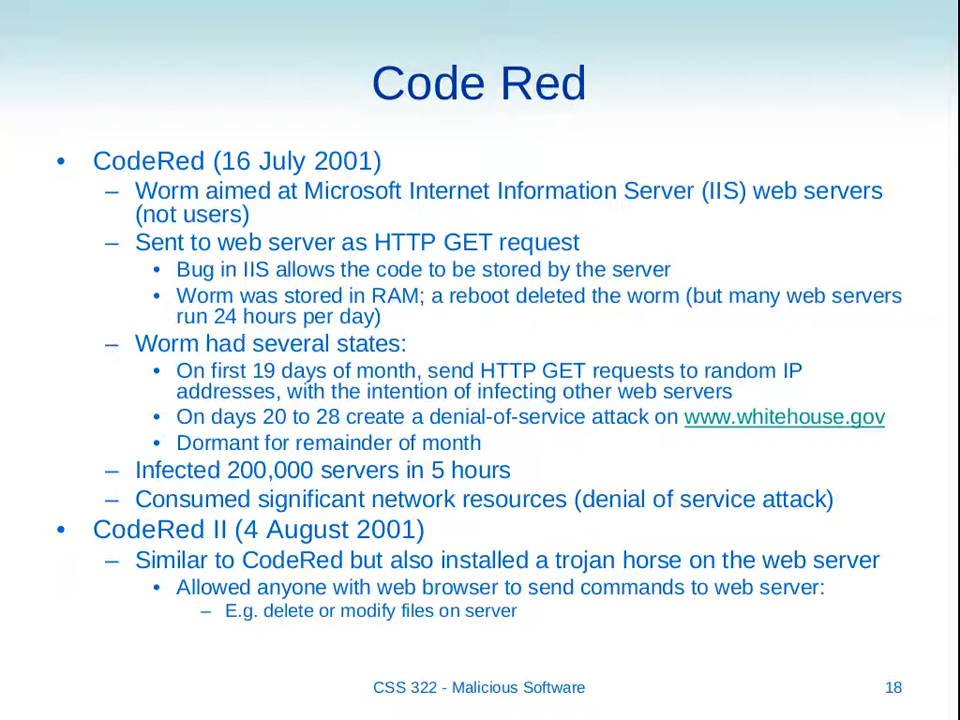 Code Red
• CodeRed (16 July 2001)
– Worm aimed at Microsoft Internet Information Server (IIS) web servers
(not users)
– Sent to web server as HTTP GET request
• Bug in IIS allows the code to be stored by the server
• Worm was stored in RAM; a reboot deleted the worm (but many web servers
run 24 hours per day)
– Worm had several states:
• On first 19 days of month, send HTTP GET requests to random IP
addresses, with the intention of infecting other web servers
• On days 20 to 28 create a denial-of-service attack on www.whitehouse.gov
• Dormant for remainder of month
– Infected 200,000 servers in 5 hours
– Consumed significant network resources (denial of service attack)
• CodeRed II (4 August 2001)
– Similar to CodeRed but also installed a trojan horse on the web server
• Allowed anyone with web browser to send commands to web server:
– E.g. delete or modify files on server
CSS 322 - Malicious Software
18